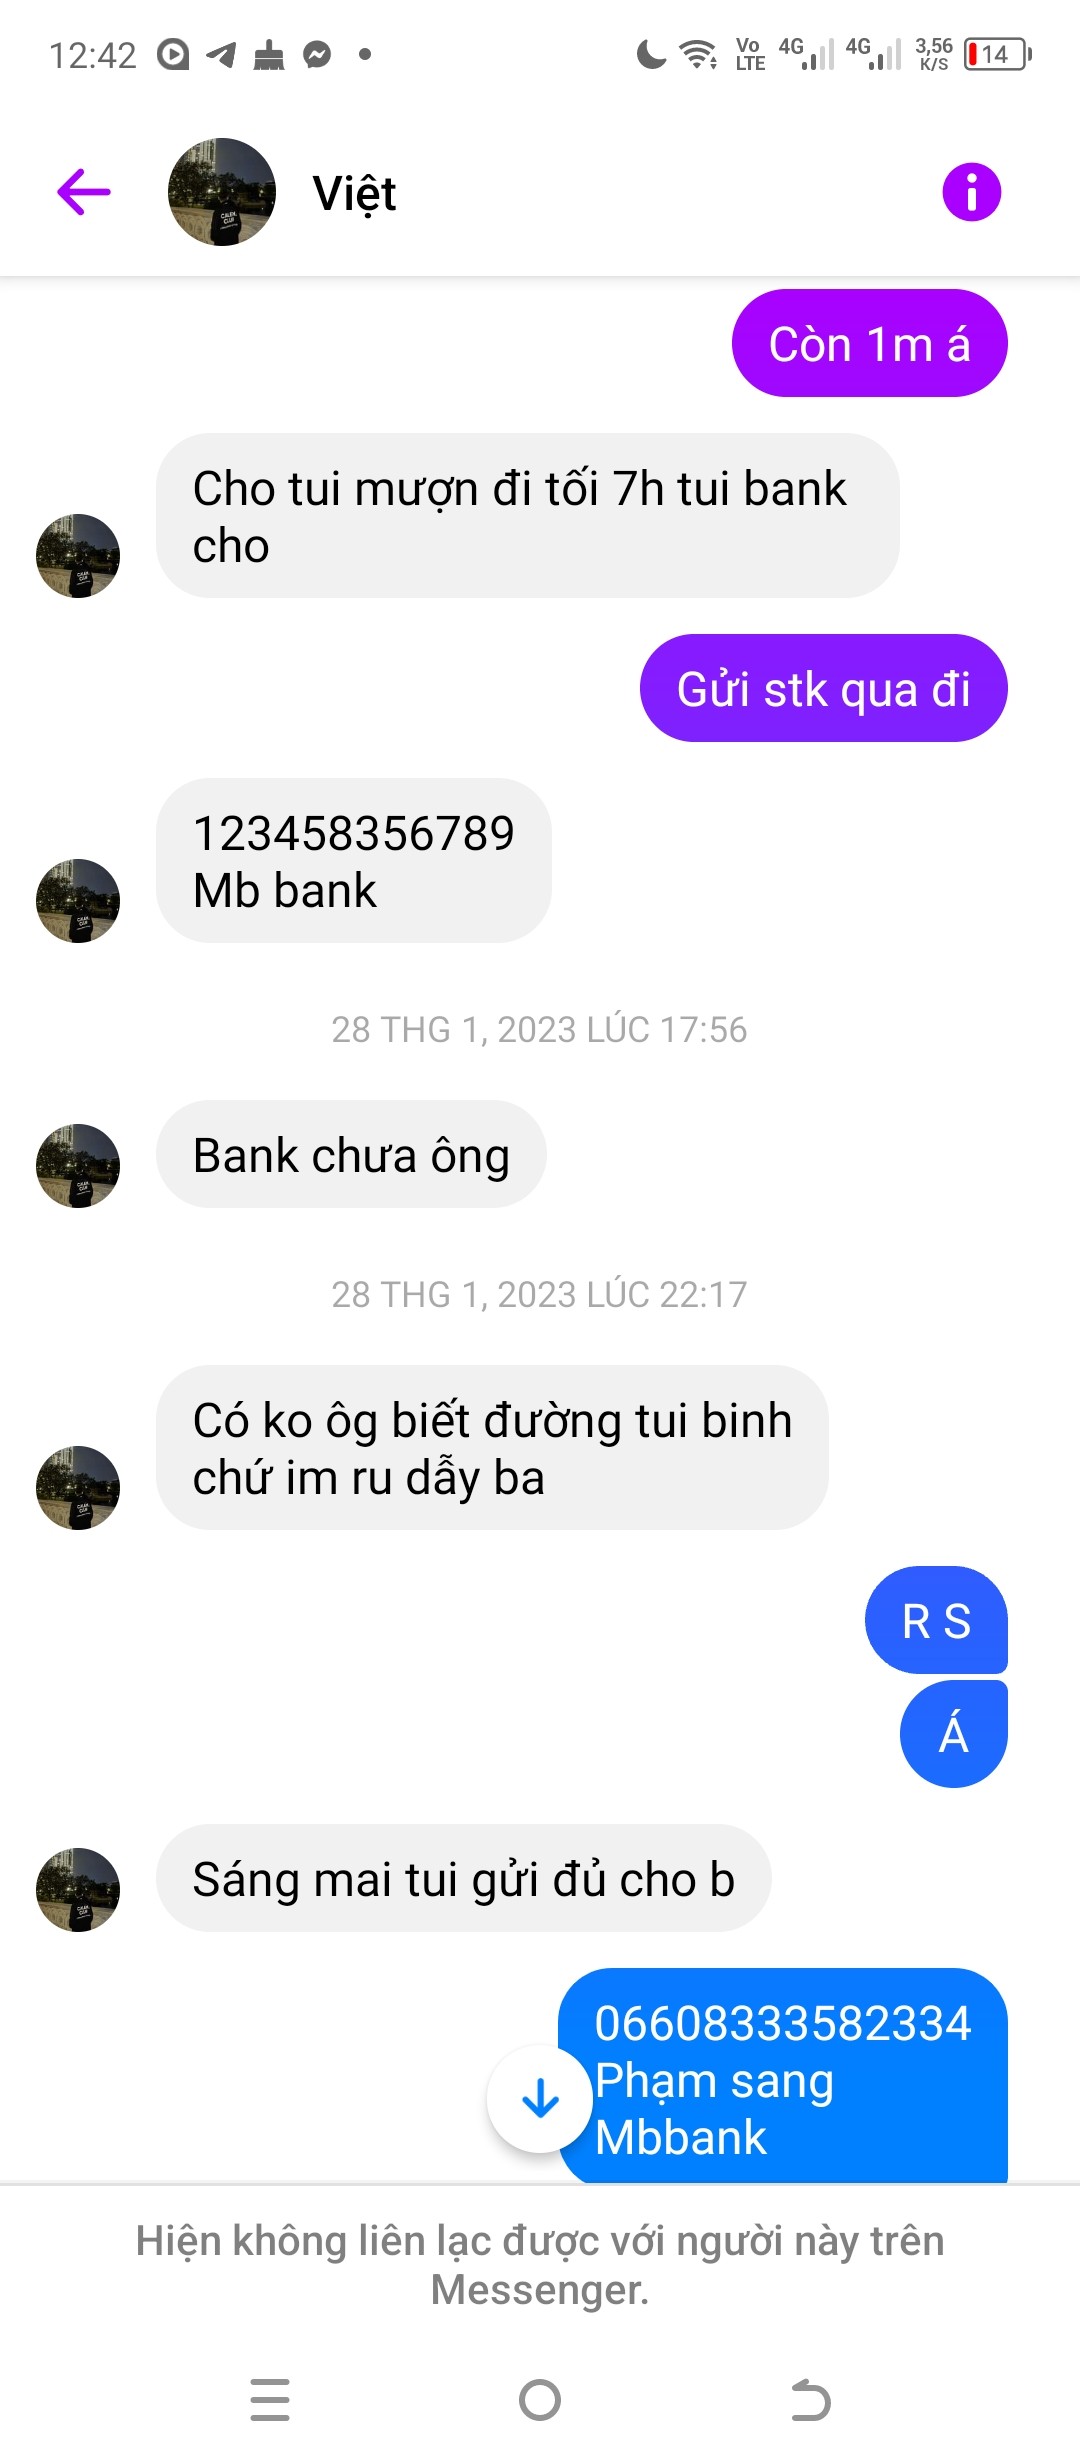 12:42
Vo
LTE
4G
4G
3,56
K/S
14
Việt
Còn 1m á
Cho tui mượn đi tối 7h tui bank
cho
Gửi stk qua đi
123458356789
Mb bank
28 THG 1, 2023 LÚC 17:56
Bank chưa ông
28 THG 1, 2023 LÚC 22:17
Có ko ôg biết đường tui binh
chứ im ru dẫy ba
R S
Á
Sáng mai tui gửi đủ cho b
06608333582334
Phạm sang
Mbbank
Hiện không liên lạc được với người này trên
Messenger.